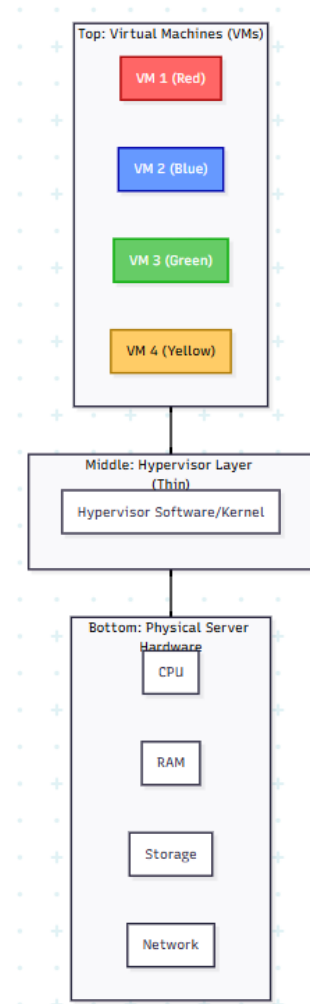 Top: Virtual Machines (VMs)
VM 1 (Red)
VM 2 (Blue)
VM 3 (Green)
VM 4 (Yellow)
Middle: Hypervisor Layer
(Thin)
Hypervisor Software/Kernel
Bottom: Physical Server
Hardware
CPU
RAM
Storage
Network